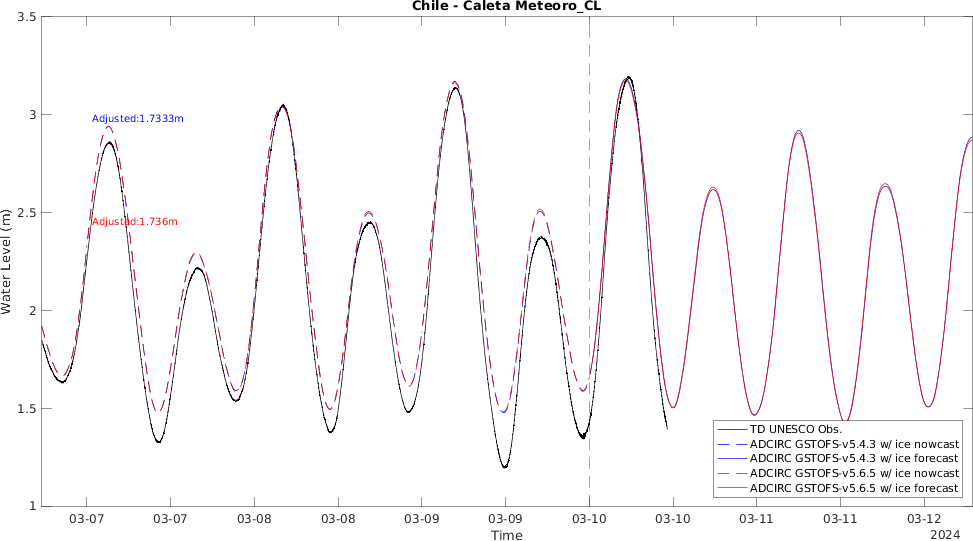 Chile - Caleta Meteoro_CL
3.5
3
2.5
2
1.5
1
Water Level (m)
Adjusted:1.7333m
Adjusted:1.736m
TD UNESCO Obs.
ADCIRC GSTOFS-v5.4.3 w/ ice nowcast
ADCIRC GSTOFS-v5.4.3 w/ ice forecast
ADCIRC GSTOFS-v5.6.5 w/ ice nowcast
ADCIRC GSTOFS-v5.6.5 w/ ice forecast
03-07 03-07 03-08 03-08 03-09 03-09 03-10 03-10 03-11 03-11 03-12
Time
2024